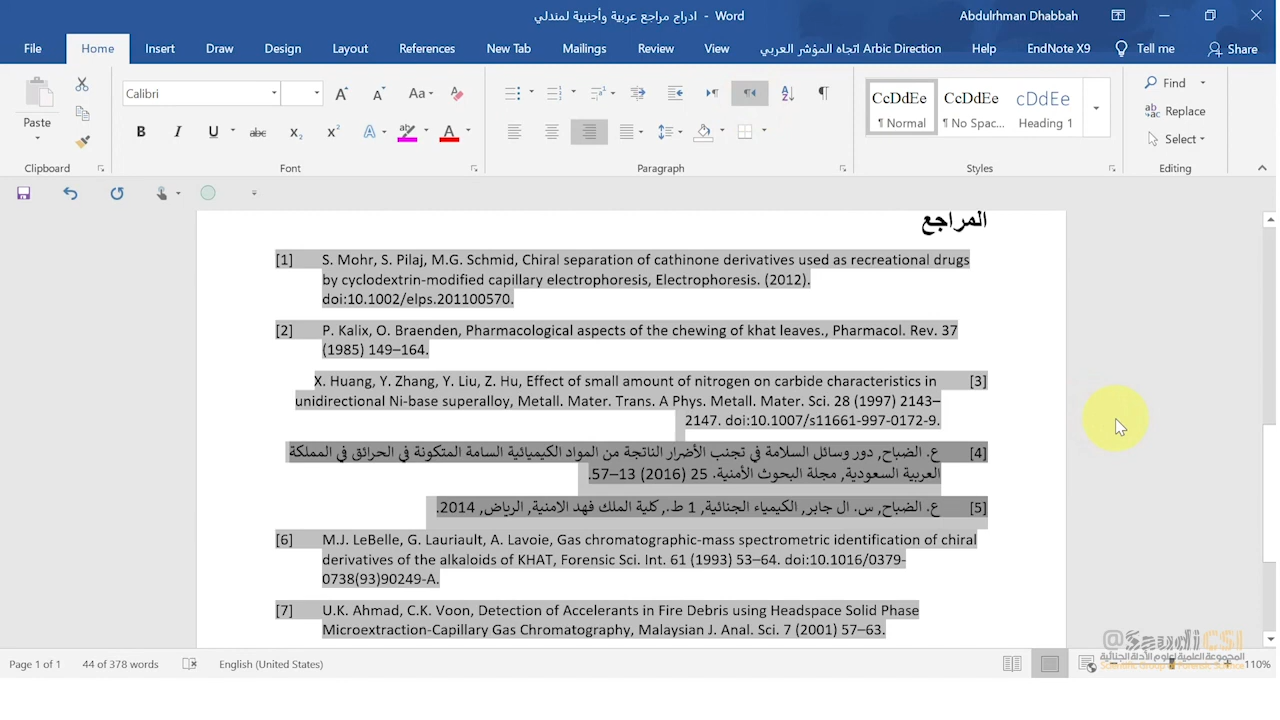 ادراج مراجع عربية وأجنبية لمندلي - Word
Abdulrhman Dhabbah
File
Home
Insert
Draw
Design
Layout
References
New Tab
Mailings
Review
View
اتجاه المؤشر العربي Arbic Direction
Help
EndNote X9
Tell me
Share
Paste
Calibri
Aa
CcDdEe
CcDdEe
cDdEe
¶ Normal
¶ No Spac...
Heading 1
Find
Replace
Select
Clipboard
Font
Paragraph
Styles
Editing
المراجع
[1] S. Mohr, S. Pilaj, M.G. Schmid, Chiral separation of cathinone derivatives used as recreational drugs
by cyclodextrin-modified capillary electrophoresis, Electrophoresis. (2012).
doi:10.1002/elps.201100570.
[2] P. Kalix, O. Braenden, Pharmacological aspects of the chewing of khat leaves., Pharmacol. Rev. 37
(1985) 149–164.
X. Huang, Y. Zhang, Y. Liu, Z. Hu, Effect of small amount of nitrogen on carbide characteristics in [3]
unidirectional Ni-base superalloy, Metall. Mater. Trans. A Phys. Metall. Mater. Sci. 28 (1997) 2143–
2147. doi:10.1007/s11661-997-0172-9.
[4] ع. الضباح, دور وسائل السلامة في تجنب الأضرار الناتجة من المواد الكيميائية السامة المتكونة في الحرائق في المملكة
العربية السعودية, مجلة البحوث الأمنية. 25 (2016) 13–57.
[5] ع. الضباح, س. ال جابر, الكيمياء الجنائية, 1 ط., كلية الملك فهد الامنية, الرياض, 2014.
[6] M.J. LeBelle, G. Lauriault, A. Lavoie, Gas chromatographic-mass spectrometric identification of chiral
derivatives of the alkaloids of KHAT, Forensic Sci. Int. 61 (1993) 53–64. doi:10.1016/0379-
0738(93)90249-A.
[7] U.K. Ahmad, C.K. Voon, Detection of Accelerants in Fire Debris using Headspace Solid Phase
Microextraction-Capillary Gas Chromatography, Malaysian J. Anal. Sci. 7 (2001) 57–63.
@SaudiCSI
المجموعة العلمية لعلوم الأدلة الجنائية
Scientific Group of Forensic Science
Page 1 of 1
44 of 378 words
English (United States)
110%